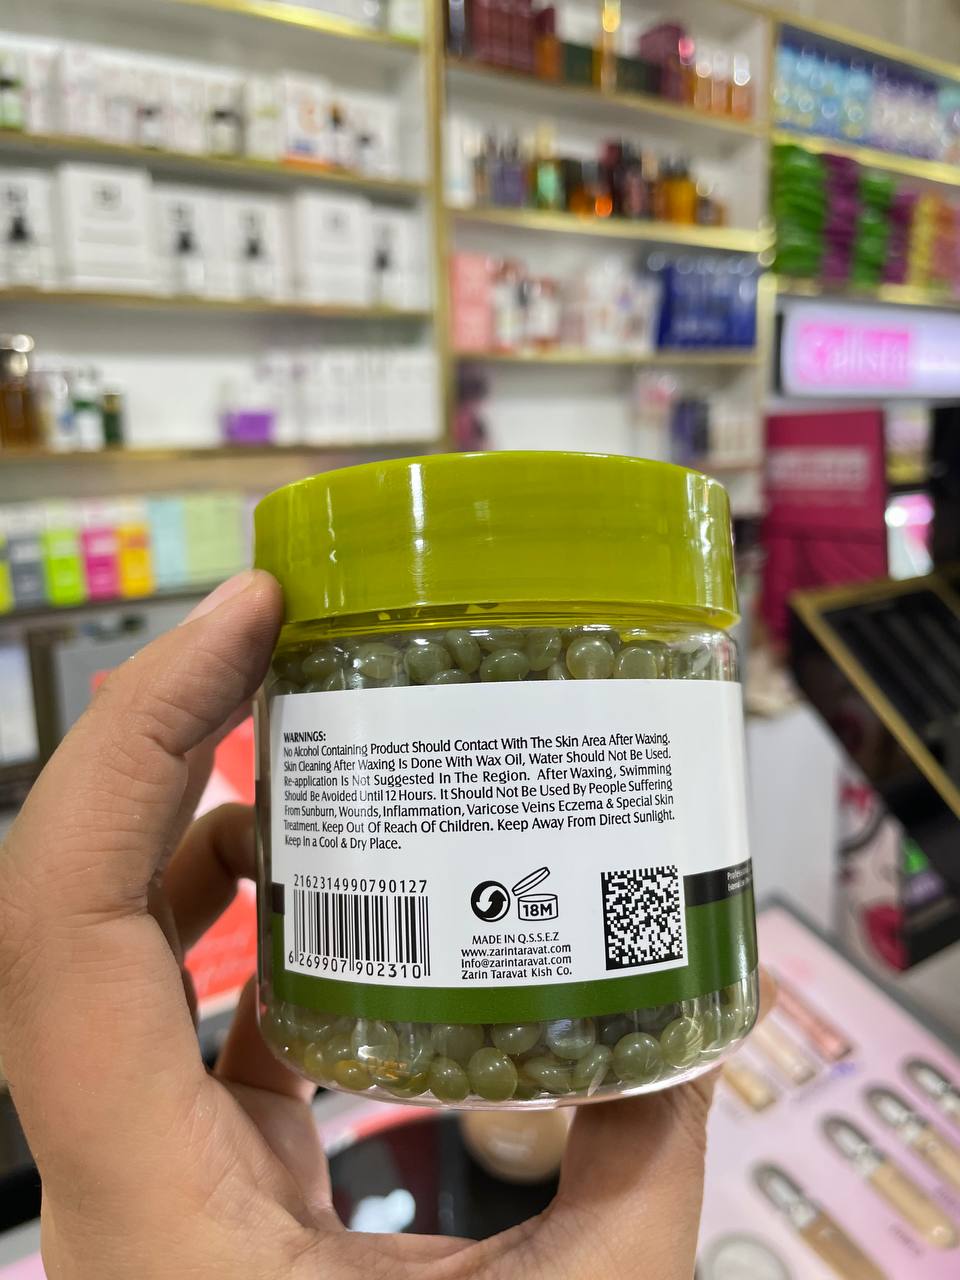 Callista
WARNINGS:
No Alcohol Containing Product Should Contact With The Skin Area After Waxing.
Skin Cleaning After Waxing Is Done With Wax Oil, Water Should Not Be Used.
Re-application Is Not Suggested In The Region. After Waxing, Swimming
Should Be Avoided Until 12 Hours. It Should Not Be Used By People Suffering
From Sunburn, Wounds, Inflammation, Varicose Veins Eczema & Special Skin
Treatment. Keep Out Of Reach Of Children. Keep Away From Direct Sunlight.
Keep In a Cool & Dry Place.
2162314990790127
6 269907 902310
18M
MADE IN Q.S.S.E.Z
www.zarintaravat.com
Info@zarintaravat.com
Zarin Taravat Kish Co.